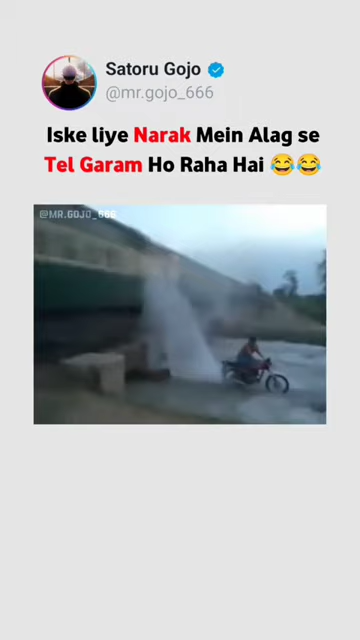 Satoru Gojo
@mr.gojo_666
Iske liye Narak Mein Alag se
Tel Garam Ho Raha Hai 😂😂
@MR.GOJO_666